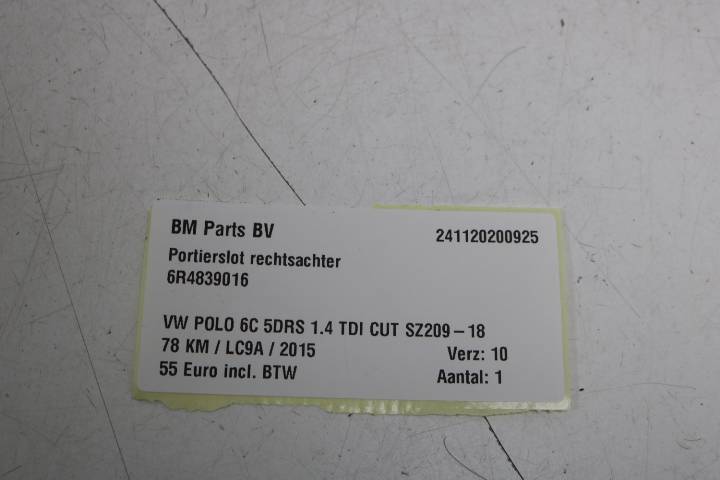 BM Parts BV 241120200925
Portierslot rechtsachter
6R4839016
VW POLO 6C 5DRS 1.4 TDI CUT SZ209-18
78 KM / LC9A / 2015 Verz: 10
55 Euro incl. BTW Aantal: 1